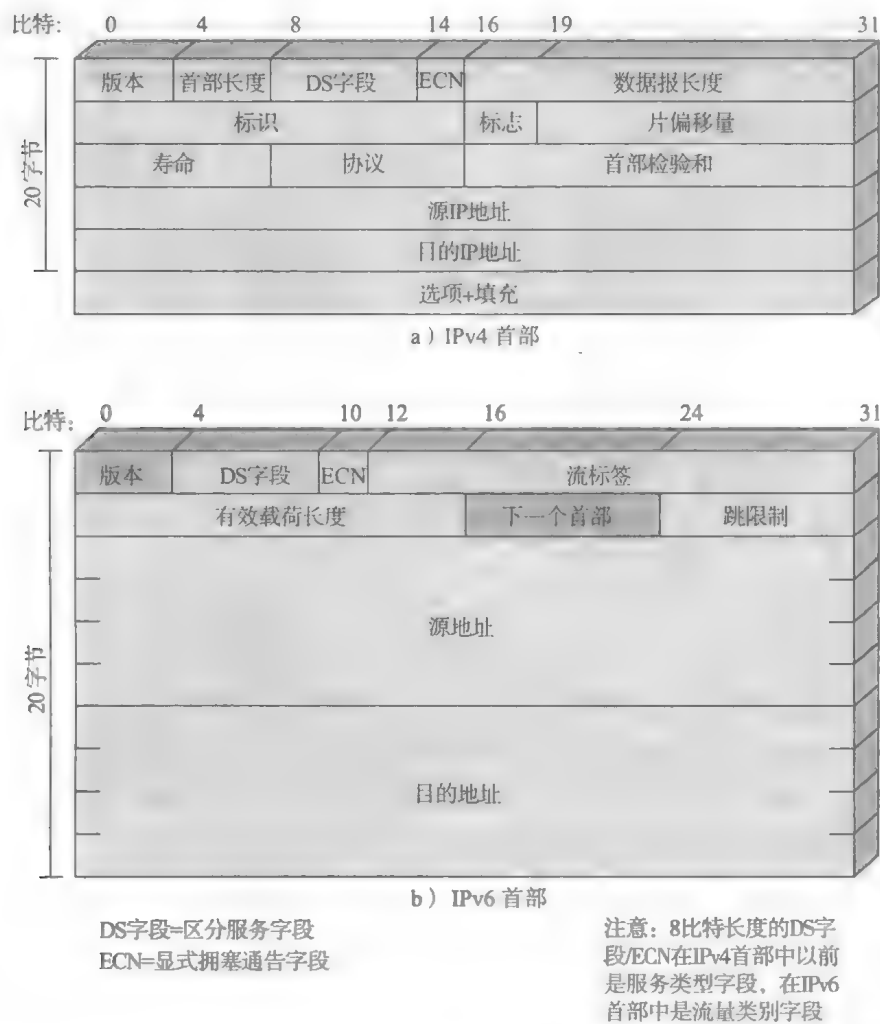 比特: 0 4 8 14 16 19 31
版本 首部长度 DS字段 ECN 数据报长度
标识 标志 片偏移量
寿命 协议 首部检验和
源IP地址
目的IP地址
选项+填充
20字节
a）IPv4 首部
比特: 0 4 10 12 16 24 31
版本 DS字段 ECN 流标签
有效载荷长度 下一个首部 跳限制
源地址
目的地址
20字节
b） IPv6 首部
DS字段=区分服务字段
ECN=显式拥塞通告字段
注意：8比特长度的DS字
段/ECN在IPv4首部中以前
是服务类型字段，在IPv6
首部中是流量类别字段